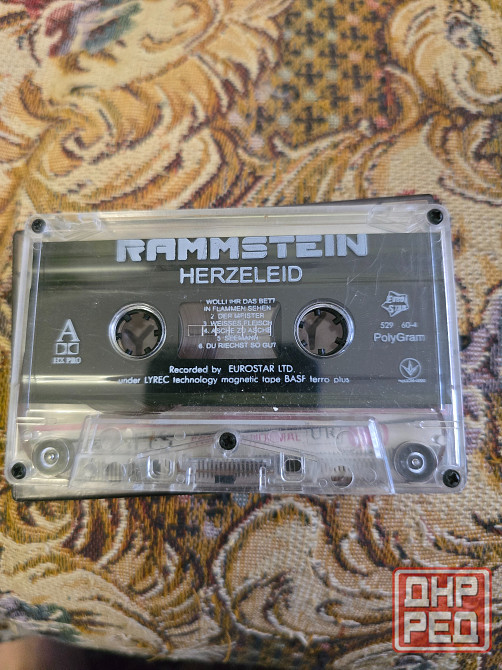 RAMMSTEIN
HERZELEID
WOLLT IHR DAS BETT
IN FLAMMEN SEHEN
2. DER MEISTER
3. WEISSES FLEISCH
4. ASCHE ZU ASCHE
5. SEEMANN
6. DU RIECHST SO GUT
A
HX PRO
Euro
Star
529 60-4
PolyGram
Recorded by EUROSTAR LTD.
under LYREC technology magnetic tape BASF ferro plus
ДНР
РЕД